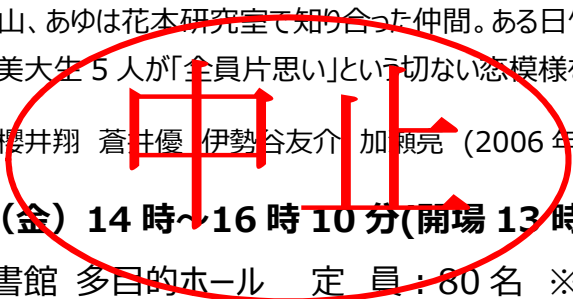 山、あゆは花本研究室で知り合った仲間。ある日
美大生 5 人が「全員片思い」という切ない恋模様
中止
櫻井翔 蒼井優 伊勢谷友介 加瀬亮 (2006 年
(金) 14 時～16 時 10 分(開場 13 時
書館 多目的ホール 定 員：80 名 ※